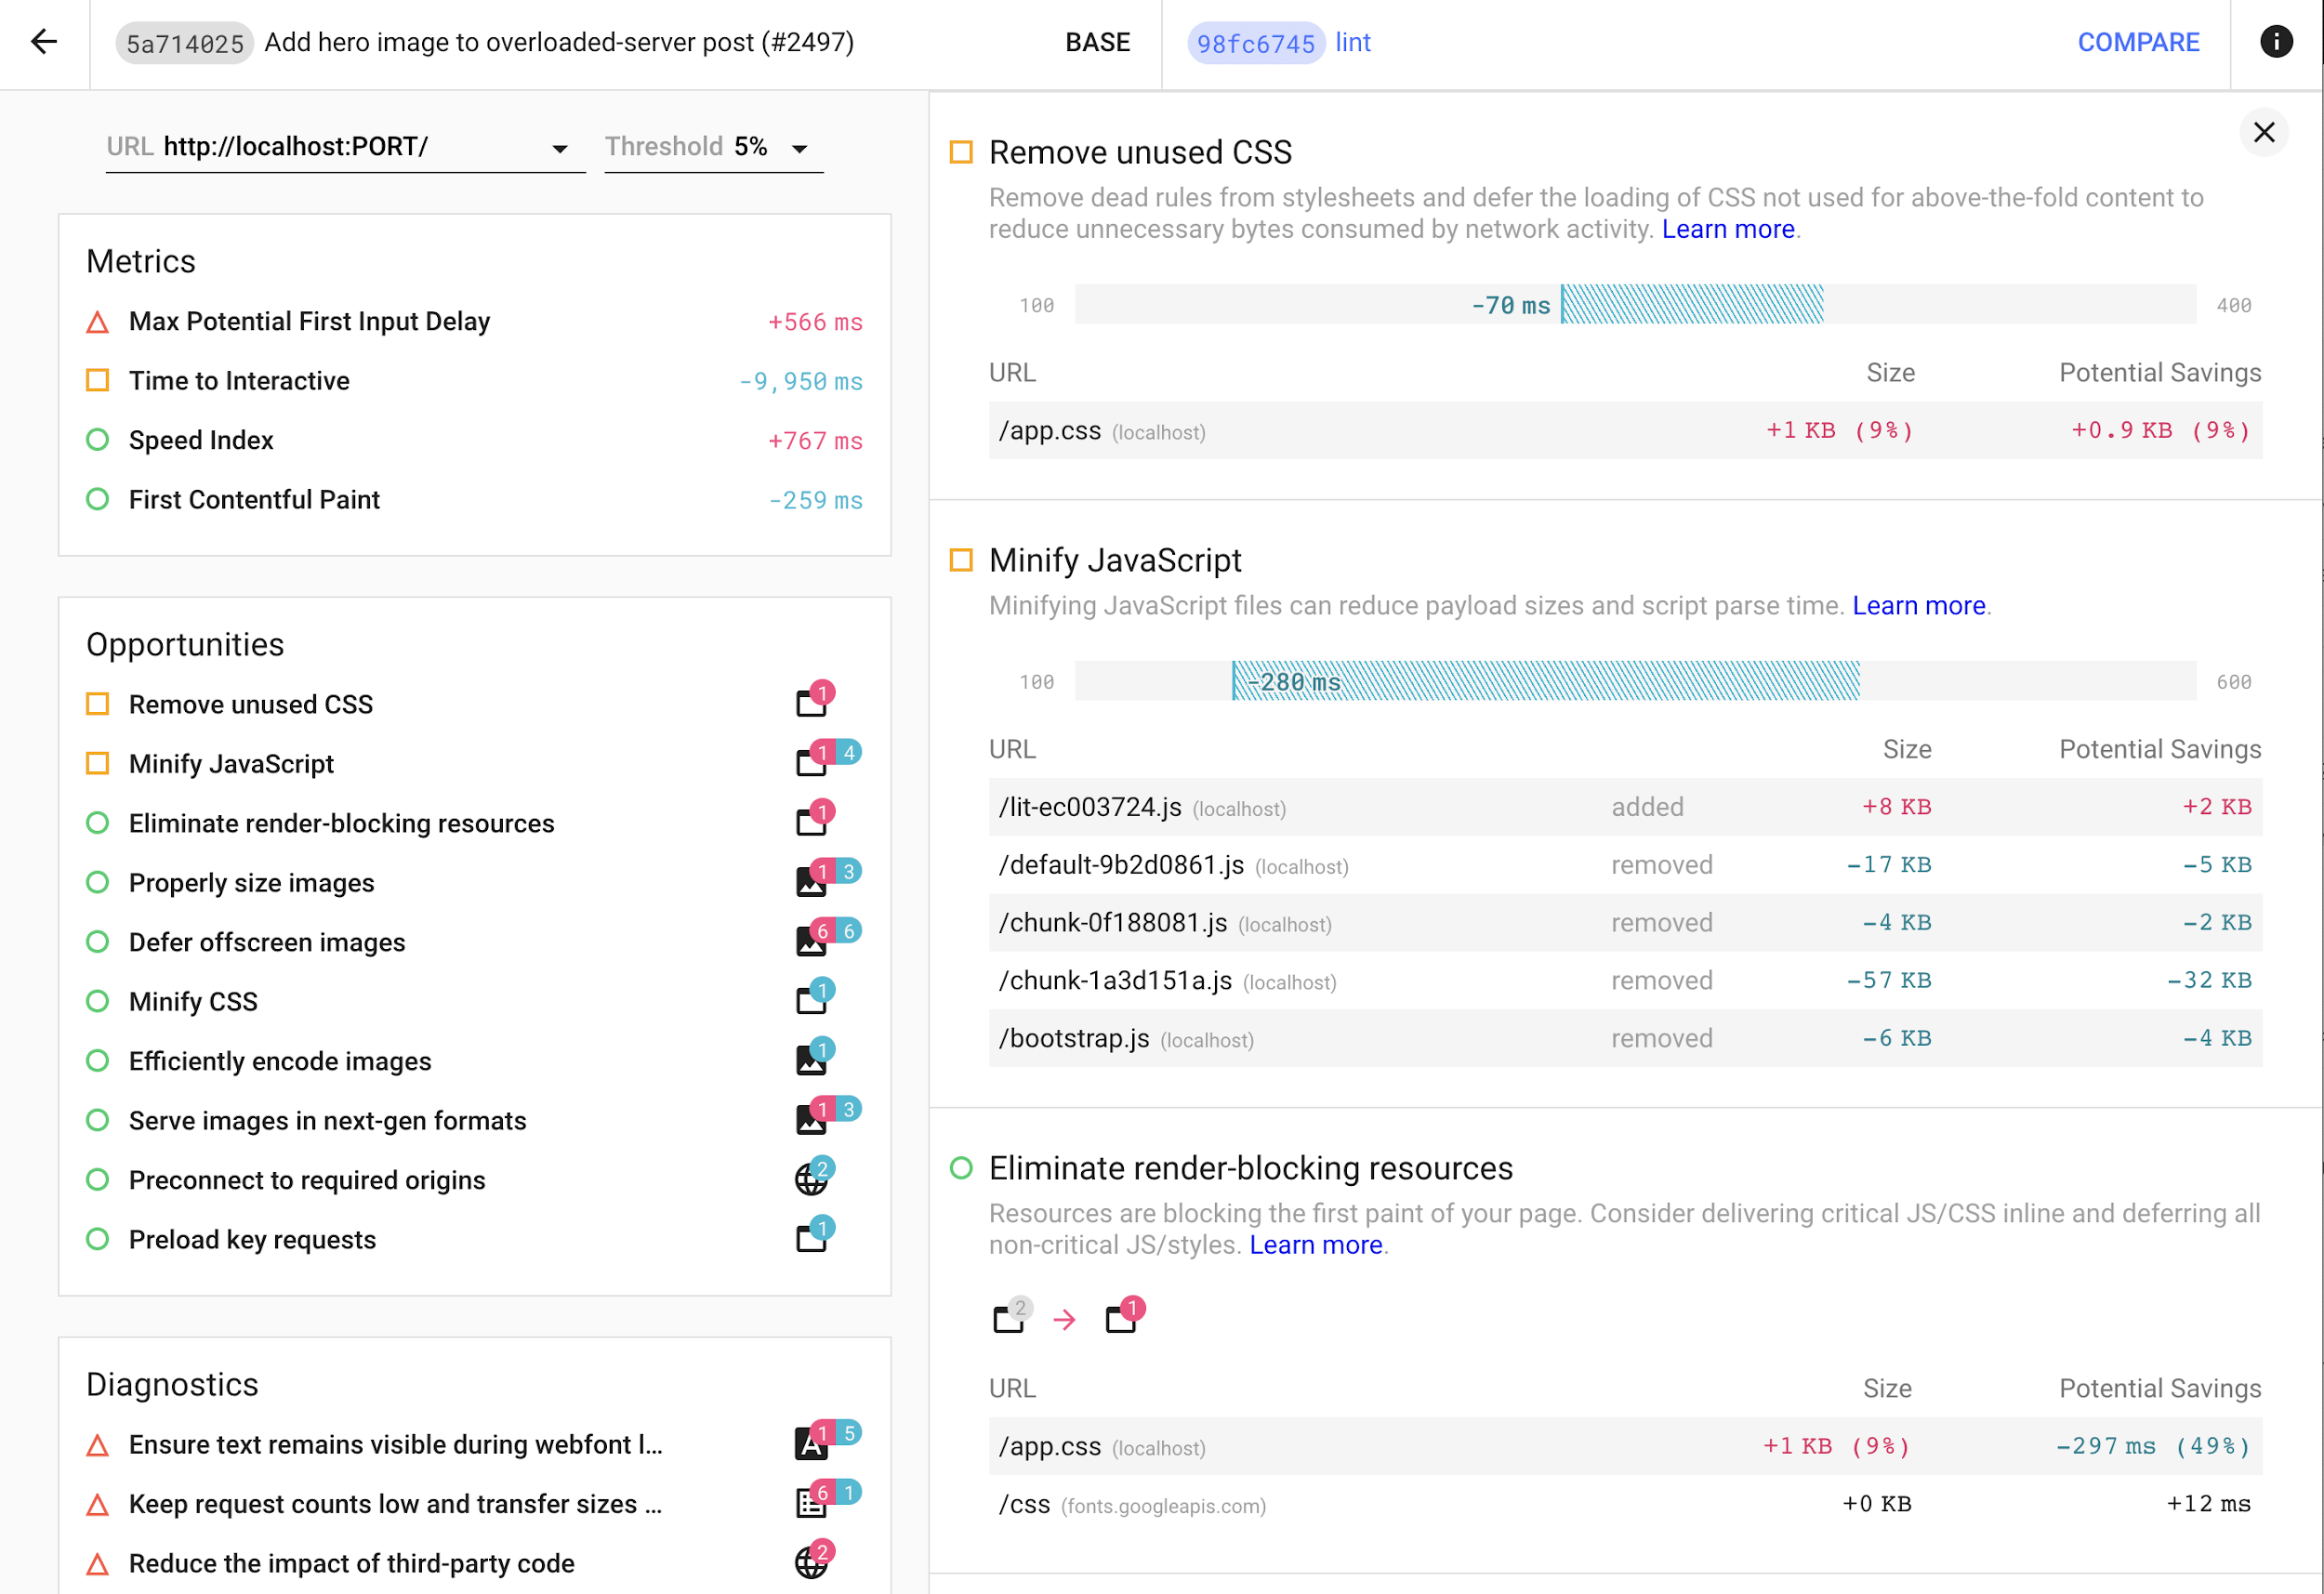 5a714025 Add hero image to overloaded-server post (#2497) BASE 98fc6745 lint COMPARE
URL http://localhost:PORT/ Threshold 5%
Metrics
Max Potential First Input Delay +566 ms
Time to Interactive -9,950 ms
Speed Index +767 ms
First Contentful Paint -259 ms
Opportunities
Remove unused CSS 1
Minify JavaScript 1 4
Eliminate render-blocking resources 1
Properly size images 1 3
Defer offscreen images 6 6
Minify CSS 1
Efficiently encode images 1
Serve images in next-gen formats 1 3
Preconnect to required origins 2
Preload key requests 1
Diagnostics
Ensure text remains visible during webfont l… A 1 5
Keep request counts low and transfer sizes … 6 1
Reduce the impact of third-party code 2
Remove unused CSS
Remove dead rules from stylesheets and defer the loading of CSS not used for above-the-fold content to
reduce unnecessary bytes consumed by network activity. Learn more.
100 -70 ms 400
URL Size Potential Savings
/app.css (localhost) +1 KB (9%) +0.9 KB (9%)
Minify JavaScript
Minifying JavaScript files can reduce payload sizes and script parse time. Learn more.
100 -280 ms 600
URL Size Potential Savings
/lit-ec003724.js (localhost) added +8 KB +2 KB
/default-9b2d0861.js (localhost) removed -17 KB -5 KB
/chunk-0f188081.js (localhost) removed -4 KB -2 KB
/chunk-1a3d151a.js (localhost) removed -57 KB -32 KB
/bootstrap.js (localhost) removed -6 KB -4 KB
Eliminate render-blocking resources
Resources are blocking the first paint of your page. Consider delivering critical JS/CSS inline and deferring all
non-critical JS/styles. Learn more.
2 1
URL Size Potential Savings
/app.css (localhost) +1 KB (9%) -297 ms (49%)
/css (fonts.googleapis.com) +0 KB +12 ms